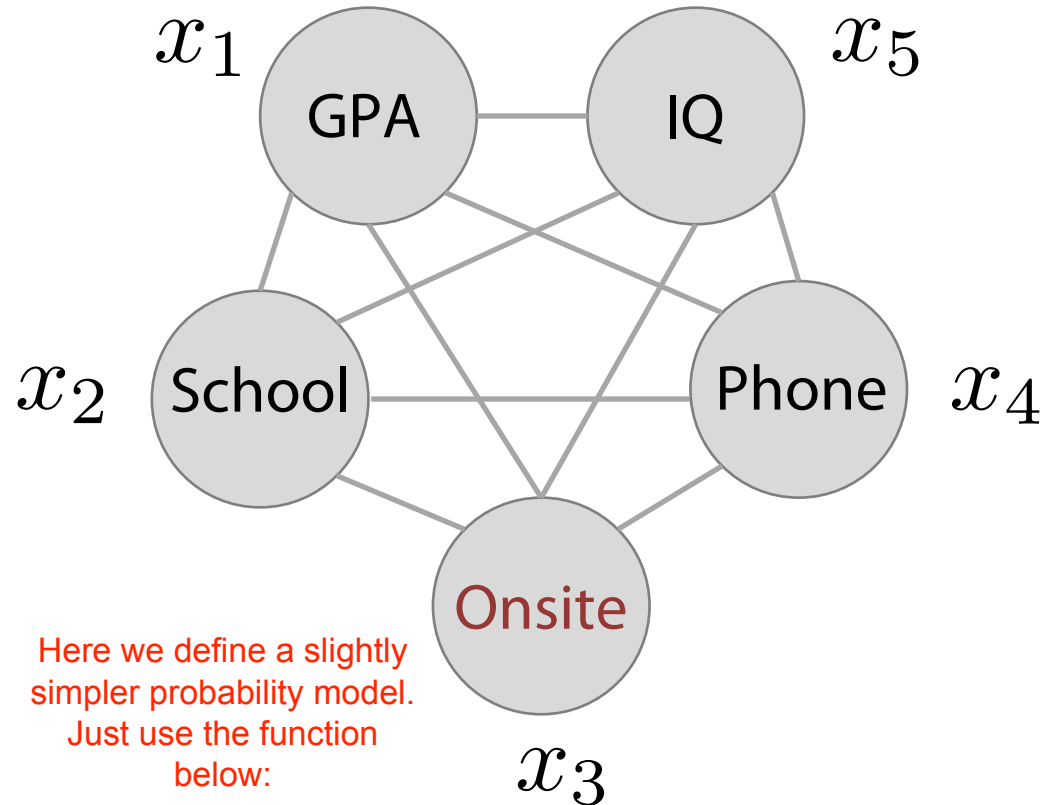 x₁
x₅
GPA
IQ
x₂
School
Phone
x₄
Onsite
Here we define a slightly
simpler probability model.
Just use the function
below:
x₃